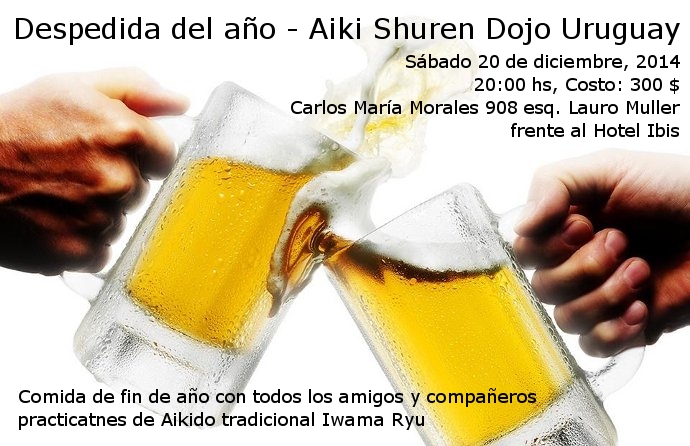 Despedida del año - Aiki Shuren Dojo Uruguay
Sábado 20 de diciembre, 2014
20:00 hs, Costo: 300 $
Carlos María Morales 908 esq. Lauro Muller
frente al Hotel Ibis
Comida de fin de año con todos los amigos y compañeros
practicatnes de Aikido tradicional Iwama Ryu